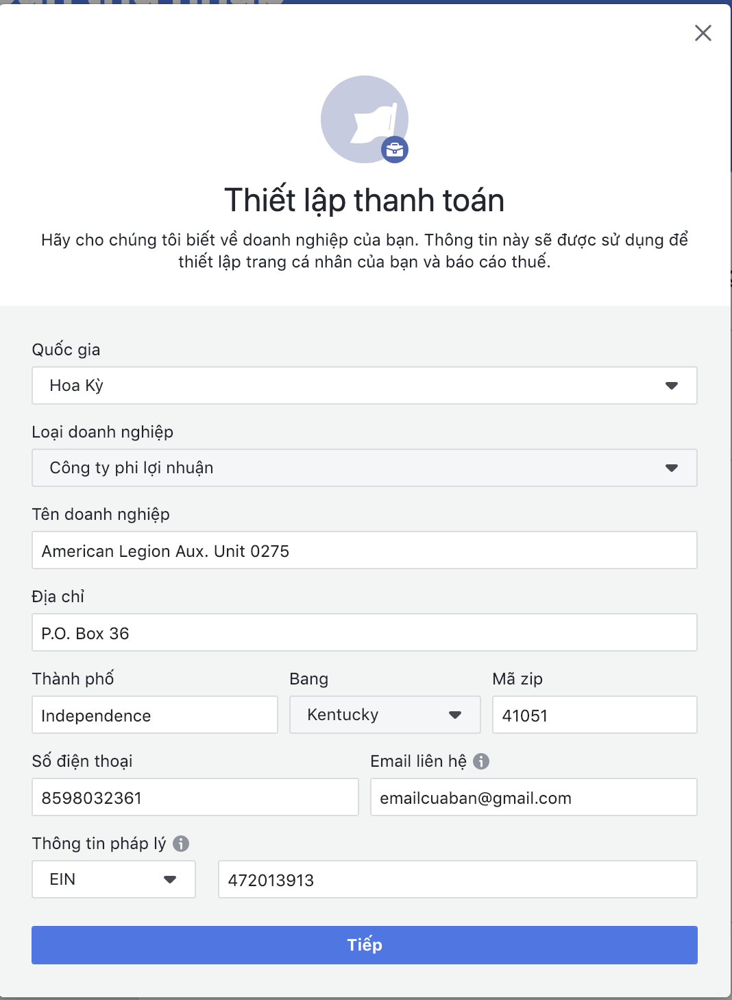 Thiết lập thanh toán
Hãy cho chúng tôi biết về doanh nghiệp của bạn. Thông tin này sẽ được sử dụng để
thiết lập trang cá nhân của bạn và báo cáo thuế.
Quốc gia
Hoa Kỳ
Loại doanh nghiệp
Công ty phi lợi nhuận
Tên doanh nghiệp
American Legion Aux. Unit 0275
Địa chỉ
P.O. Box 36
Thành phố Bang Mã zip
Independence Kentucky 41051
Số điện thoại Email liên hệ
8598032361 emailcuaban@gmail.com
Thông tin pháp lý
EIN 472013913
Tiếp